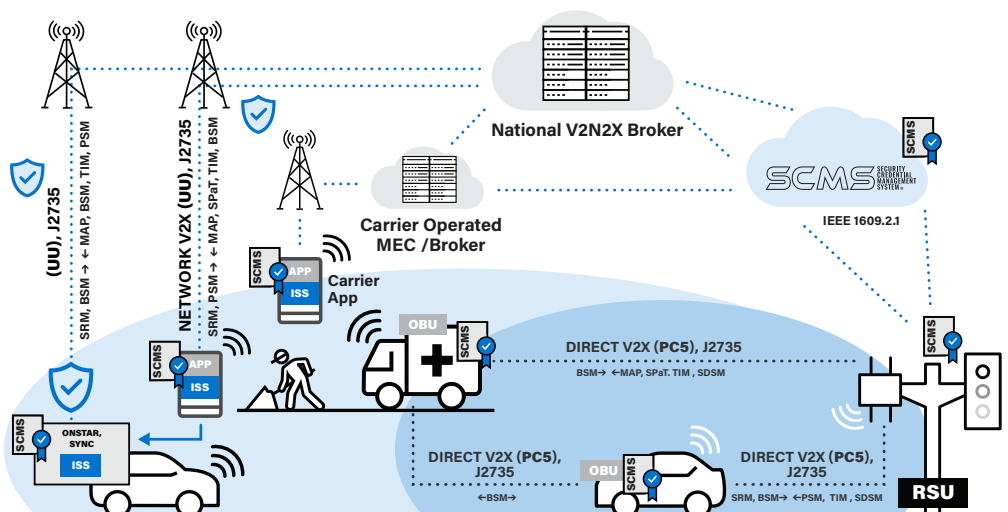 National V2N2X Broker
SCMS
SCMS
SECURITY
CREDENTIAL
MANAGEMENT
SYSTEM®
IEEE 1609.2.1
Carrier Operated
MEC /Broker
(UU), J2735
SRM, BSM→ ←MAP, BSM, TIM, PSM
NETWORK V2X (UU), J2735
SRM, PSM→ ←MAP, SPaT, TIM, BSM
SCMS
APP
ISS
Carrier
App
SCMS
APP
ISS
OBU
SCMS
DIRECT V2X (PC5), J2735
BSM→ ←MAP, SPaT. TIM , SDSM
SCMS
SCMS
ONSTAR,
SYNC
ISS
DIRECT V2X (PC5),
J2735
←BSM→
OBU
SCMS
DIRECT V2X (PC5),
J2735
SRM, BSM→ ←PSM, TIM , SDSM
RSU